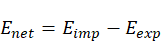 E_net = E_imp − E_exp